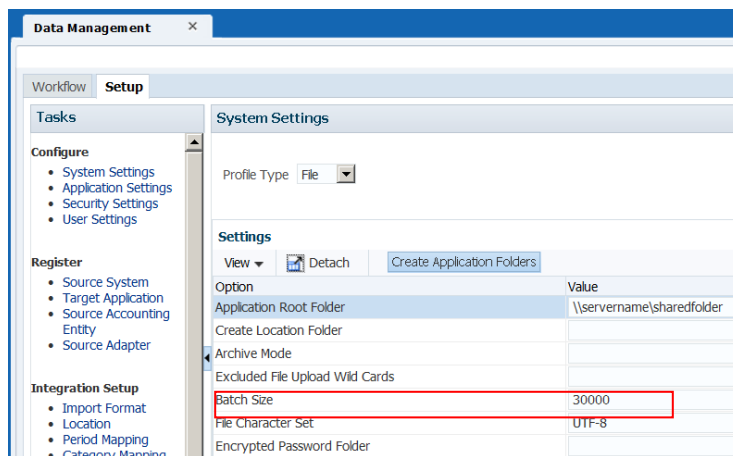 Data Management ×
Workflow Setup
Tasks
Configure
• System Settings
• Application Settings
• Security Settings
• User Settings
Register
• Source System
• Target Application
• Source Accounting
Entity
• Source Adapter
Integration Setup
• Import Format
• Location
• Period Mapping
• Category Mapping
System Settings
Profile Type File
Settings
View Detach Create Application Folders
Option Value
Application Root Folder \\servername\sharedfolder
Create Location Folder
Archive Mode
Excluded File Upload Wild Cards
Batch Size 30000
File Character Set UTF-8
Encrypted Password Folder